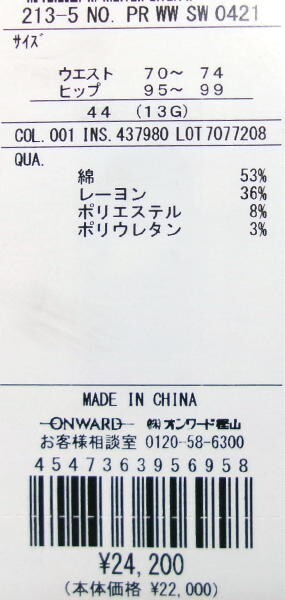 213-5 NO. PR WW SW 0421
サイズ
ウエスト 70～ 74
ヒップ 95～ 99
44 (13G)
COL. 001 INS. 437980 LOT 7077208
QUA.
綿 53%
レーヨン 36%
ポリエステル 8%
ポリウレタン 3%
MADE IN CHINA
ONWARD ㈱オンワード樫山
お客様相談室 0120-58-6300
4547363956958
¥24,200
(本体価格 ¥22,000)